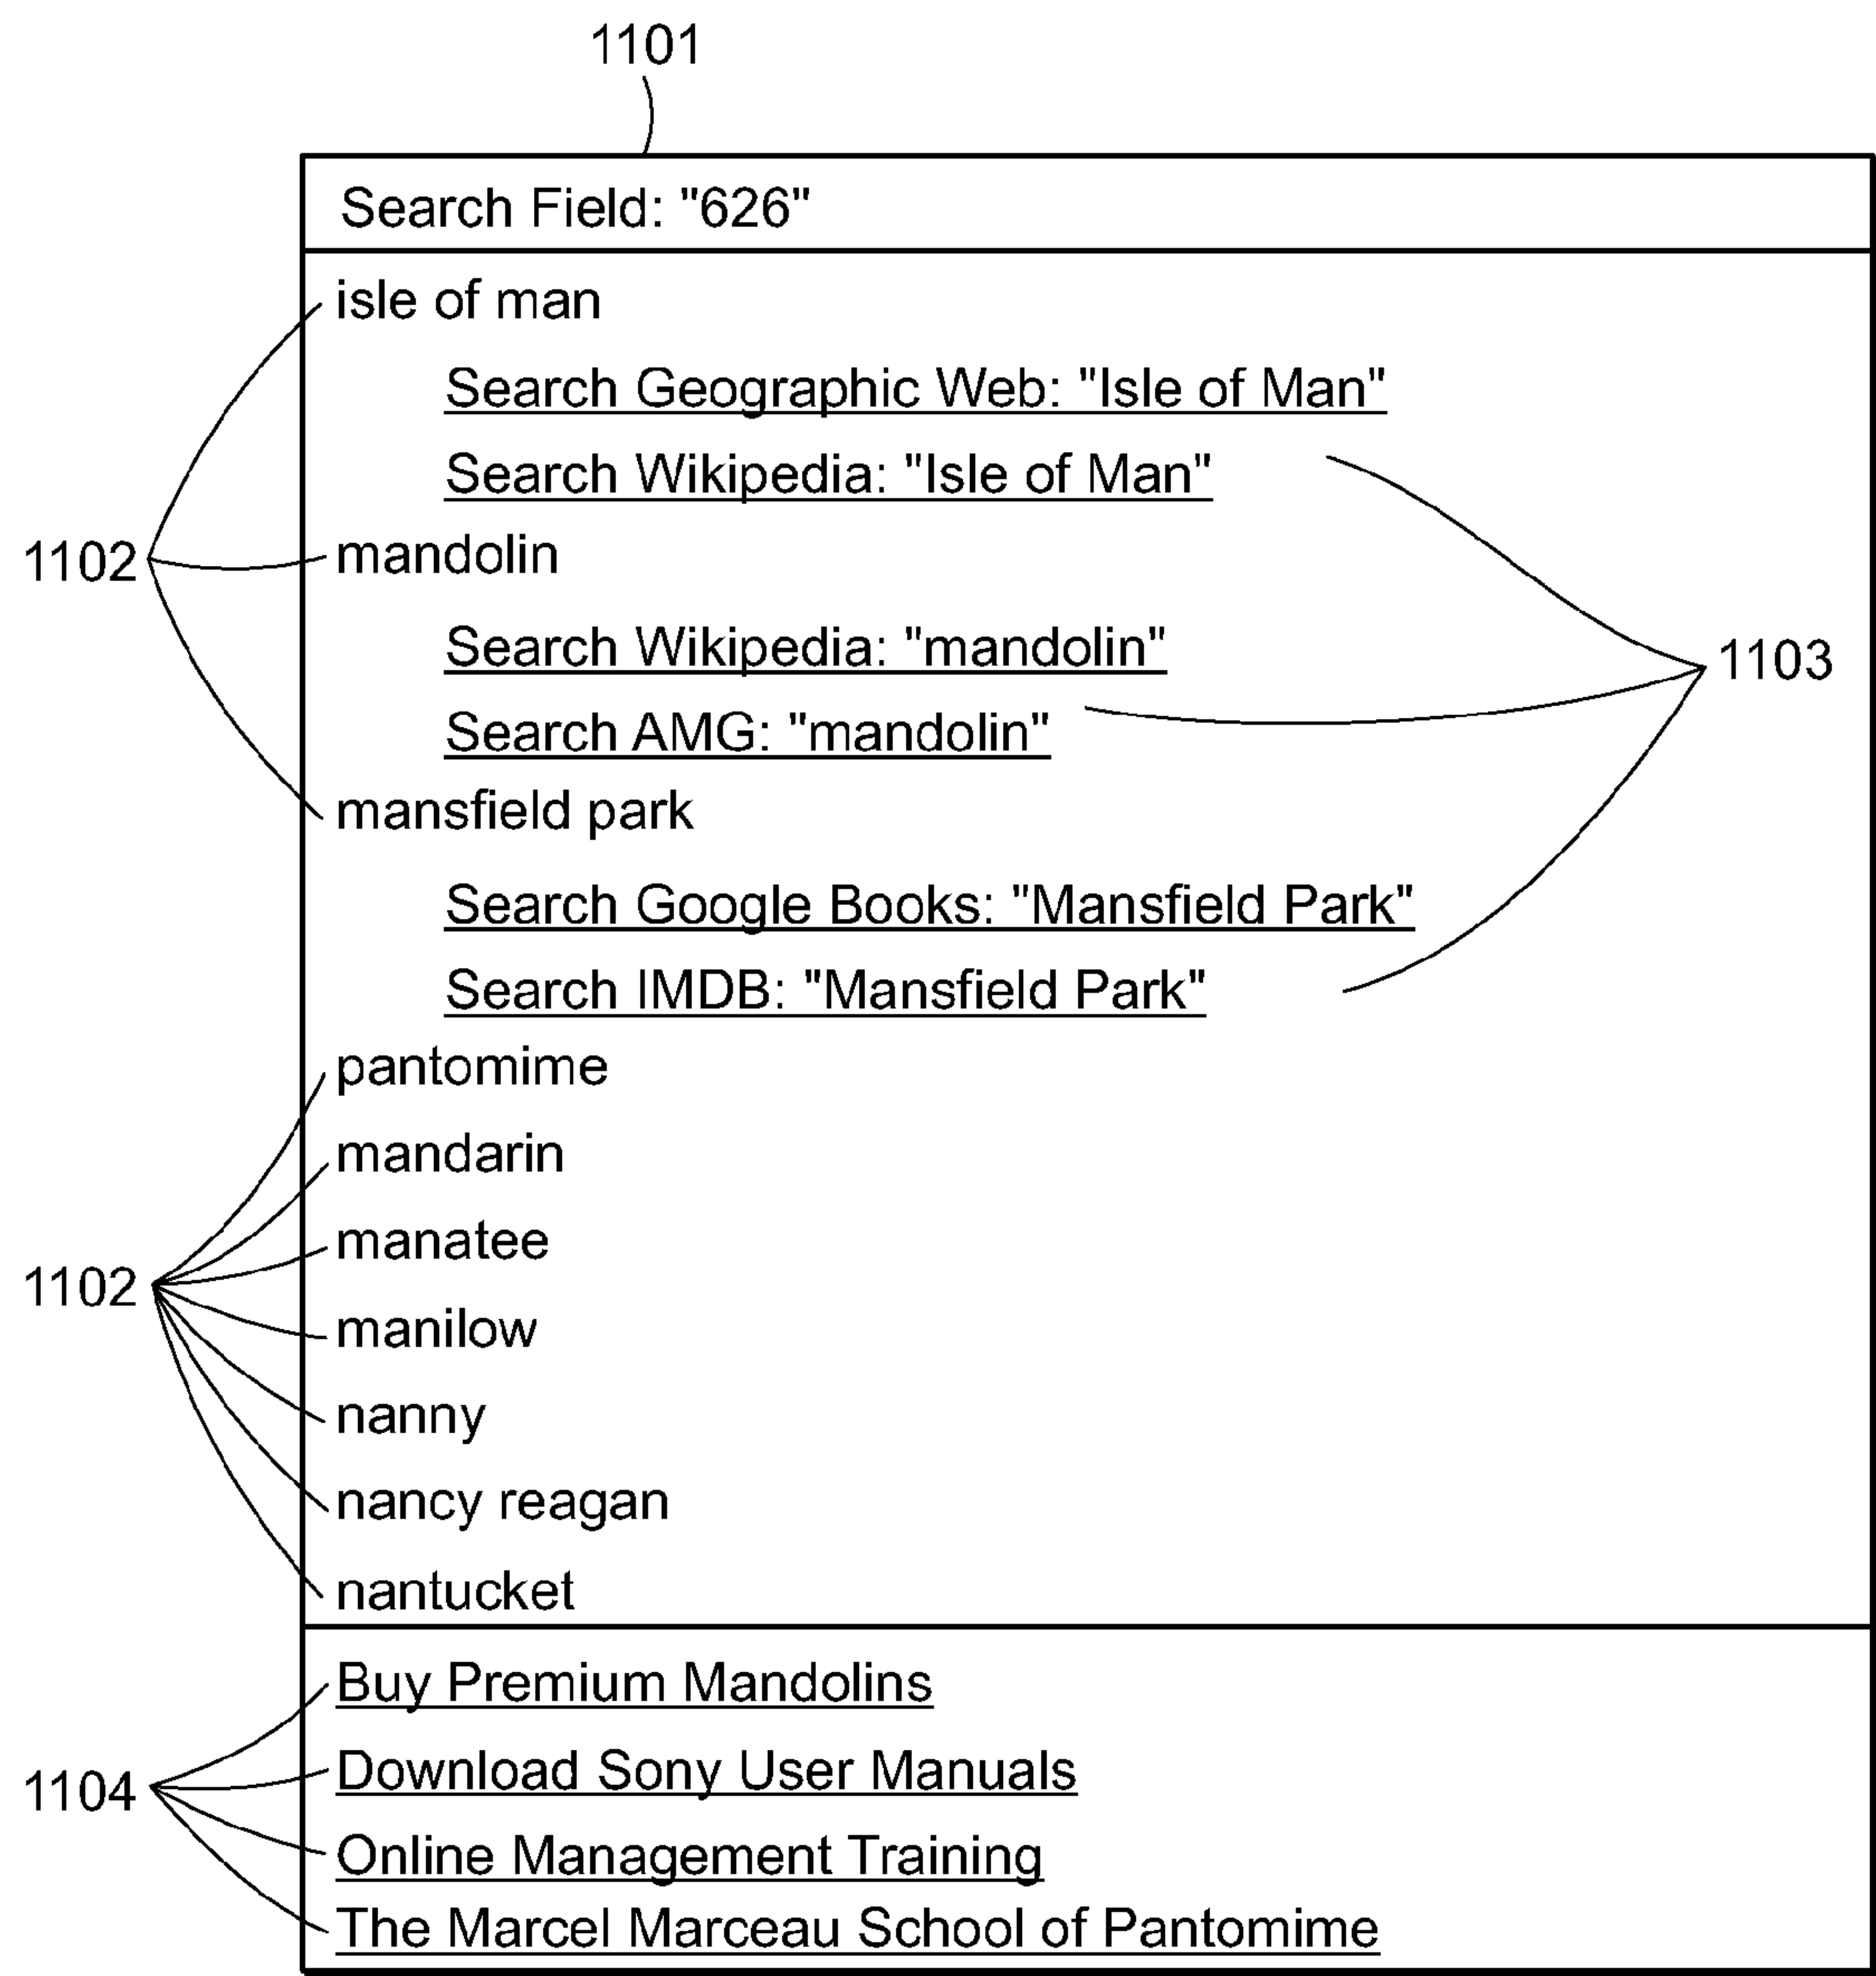 1101
Search Field: "626"
isle of man
Search Geographic Web: "Isle of Man"
Search Wikipedia: "Isle of Man"
1102
mandolin
Search Wikipedia: "mandolin"
1103
Search AMG: "mandolin"
mansfield park
Search Google Books: "Mansfield Park"
Search IMDB: "Mansfield Park"
pantomime
mandarin
manatee
1102
manilow
nanny
nancy reagan
nantucket
Buy Premium Mandolins
Download Sony User Manuals
1104
Online Management Training
The Marcel Marceau School of Pantomime